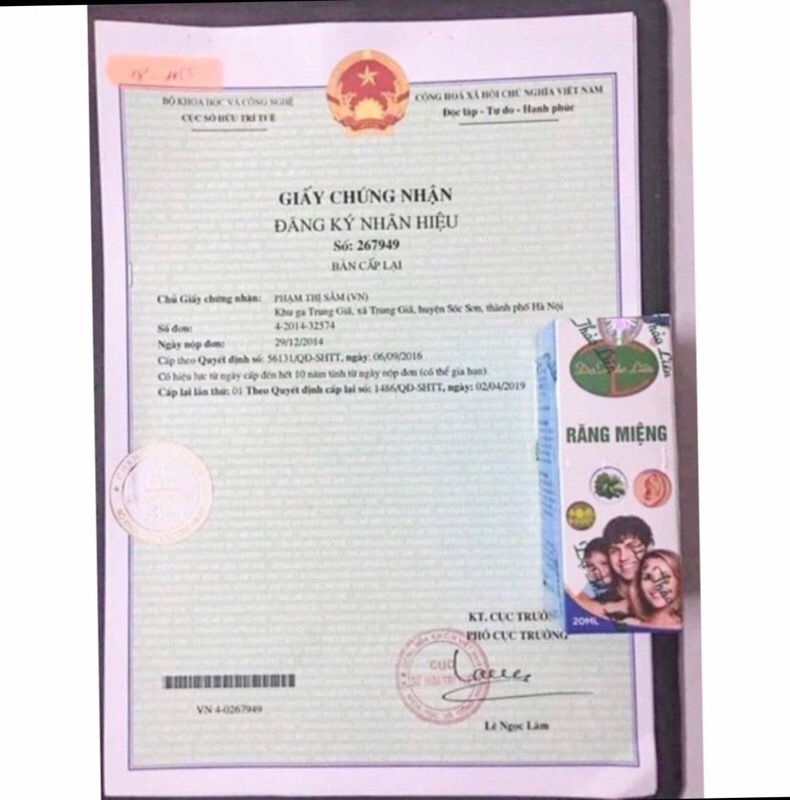 BỘ KHOA HỌC VÀ CÔNG NGHỆ
CỤC SỞ HỮU TRÍ TUỆ
CỘNG HOÀ XÃ HỘI CHỦ NGHĨA VIỆT NAM
Độc lập - Tự do - Hạnh phúc
GIẤY CHỨNG NHẬN
ĐĂNG KÝ NHÃN HIỆU
Số: 267949
BẢN CẤP LẠI
Chủ Giấy chứng nhận: PHẠM THỊ SÂM (VN)
Khu ga Trung Giã, xã Trung Giã, huyện Sóc Sơn, thành phố Hà Nội
Số đơn: 4-2014-32574
Ngày nộp đơn: 29/12/2014
Cấp theo Quyết định số: 56131/QĐ-SHTT, ngày: 06/09/2016
Có hiệu lực từ ngày cấp đến hết 10 năm tính từ ngày nộp đơn (có thể gia hạn).
Cấp lại lần thứ: 01 Theo Quyết định cấp lại số: 1486/QĐ-SHTT, ngày: 02/04/2019
Thảo Liên
RĂNG MIỆNG
20ML
KT. CỤC TRƯỞ
PHÓ CỤC TRƯỞNG
CỤC
Lê Ngọc Lâm
VN 4-0267949